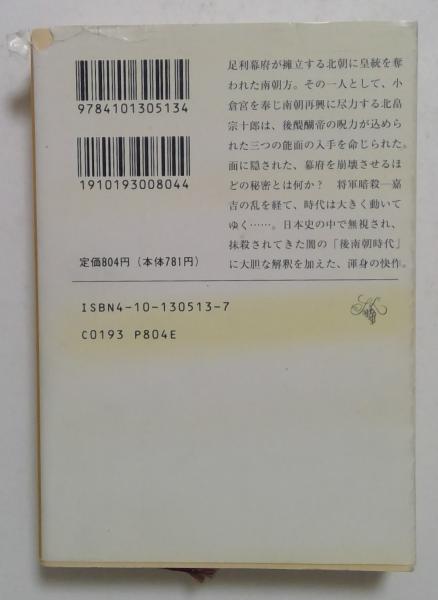 9784101305134
1910193008044
定価804円（本体781円）
足利幕府が擁立する北朝に皇統を奪
われた南朝方。その一人として、小
倉宮を奉じ南朝再興に尽力する北畠
宗十郎は、後醍醐帝の呪力が込めら
れた三つの能面の入手を命じられた。
面に隠された、幕府を崩壊させるほ
どの秘密とは何か？　将軍暗殺―嘉
吉の乱を経て、時代は大きく動いて
ゆく……。日本史の中で無視され、
抹殺されてきた闇の「後南朝時代」
に大胆な解釈を加えた、渾身の快作。
ISBN4-10-130513-7
C0193 P804E